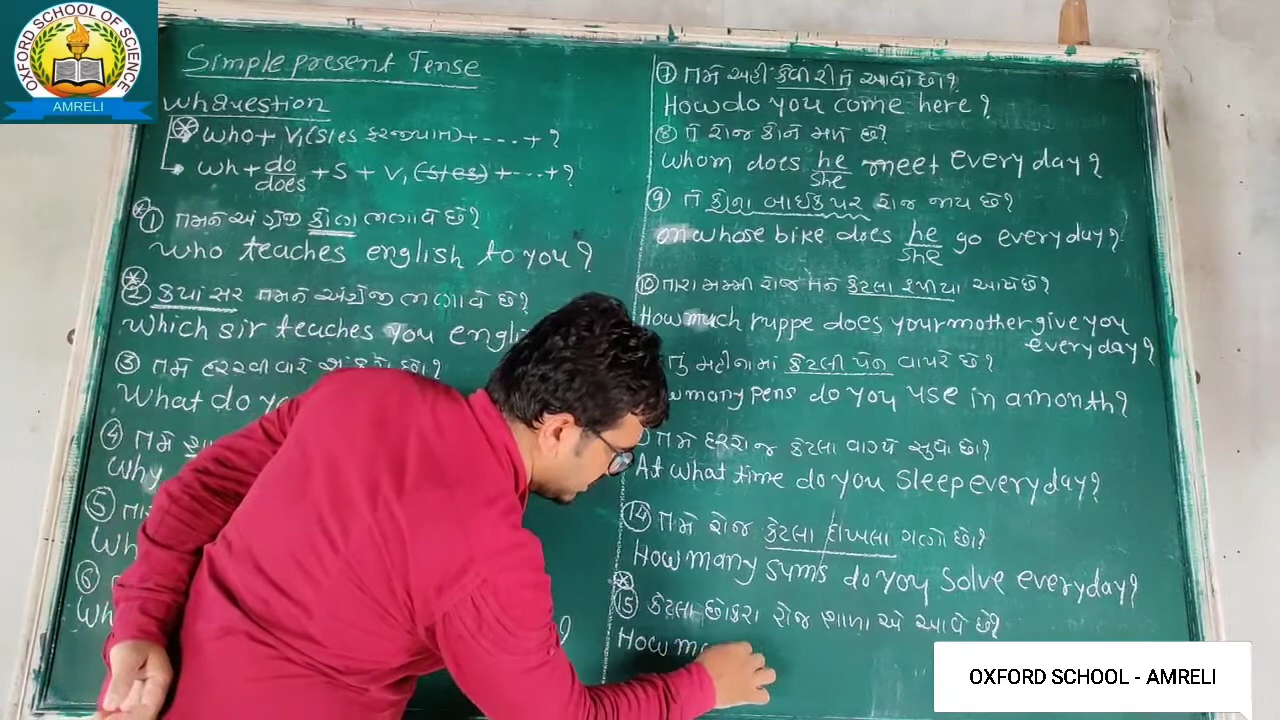 OXFORD SCHOOL OF SCIENCE
AMRELI
Simple present Tense
Wh Question
Who + V₁(s/es ફરજીયાત) + ---- + ?
Wh + do/does + S + V₁ (s/es) + ---- + ?
① તમને અંગ્રેજી કોણ ભણાવે છે?
Who teaches english to you?
② કયાં સર તમને અંગ્રેજી ભણાવે છે?
Which sir teaches you engli
③ તમે દર રવીવારે શું કરો છો?
What do yo
④ તમે
Why
⑤
Wh
⑥
Wh
?
⑦ તમે અહીં કેવી રીતે આવો છો?
How do you come here?
⑧ તે રોજ કોને મળે છે?
Whom does he/she meet every day?
⑨ તે કોના બાઈક પર રોજ જાય છે?
on whose bike does he/she go every day?
⑩ તારા મમ્મી રોજ તને કેટલા રૂપીયા આપે છે?
How much ruppe does your mother give you
every day?
તું મહીનામાં કેટલી પેન વાપરે છે?
w many pens do you use in a month?
તમે દરરોજ કેટલા વાગ્યે સુવો છો?
At what time do you sleep every day?
⑭ તમે રોજ કેટલા દાખલા ગણો છો?
How many sums do you solve everyday?
⑮ કેટલા છોકરા રોજ શાળા એ આવે છે?
How m
OXFORD SCHOOL - AMRELI